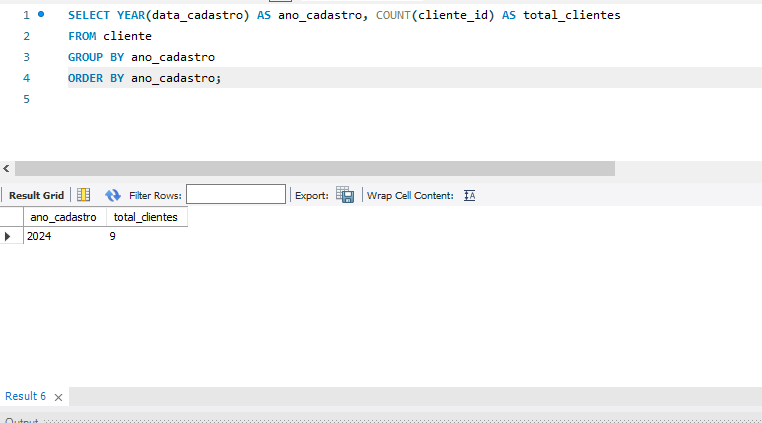 1 SELECT YEAR(data_cadastro) AS ano_cadastro, COUNT(cliente_id) AS total_clientes
2 FROM cliente
3 GROUP BY ano_cadastro
4 ORDER BY ano_cadastro;
5
Result Grid Filter Rows: Export: Wrap Cell Content: IA
ano_cadastro total_clientes
2024 9
Result 6
Output